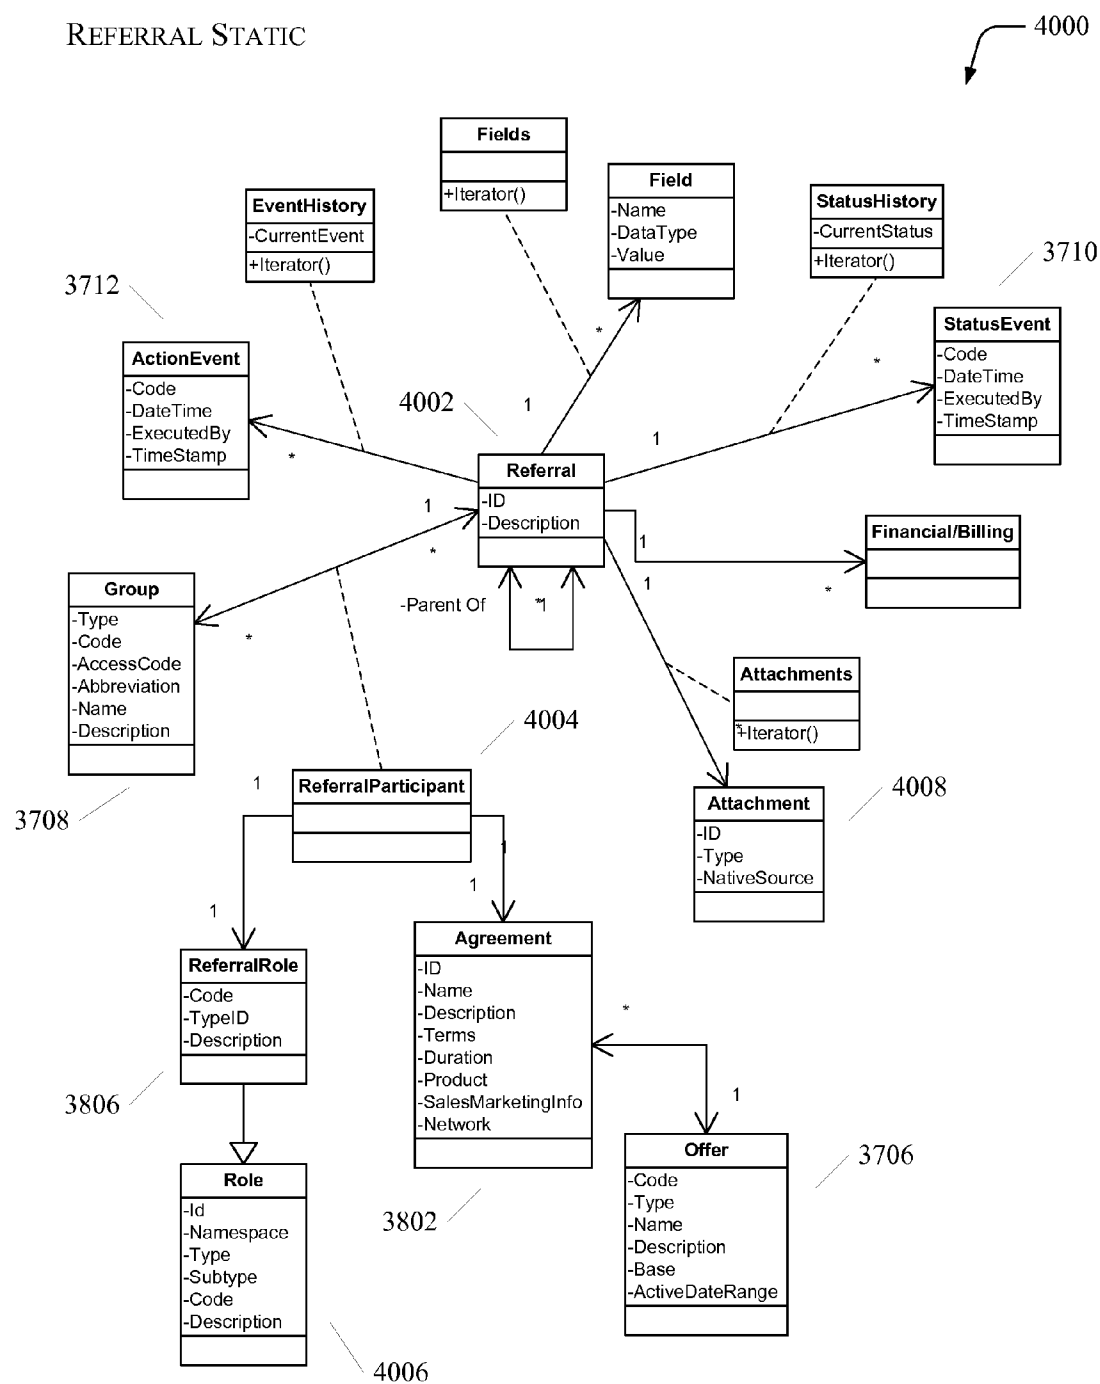 REFERRAL STATIC
4000
Fields
+Iterator()
Field
-Name
-DataType
-Value
EventHistory
-CurrentEvent
+Iterator()
StatusHistory
-CurrentStatus
+Iterator()
3710
3712
StatusEvent
-Code
-DateTime
-ExecutedBy
-TimeStamp
ActionEvent
-Code
-DateTime
-ExecutedBy
-TimeStamp
*
*
4002
1
1
*
Referral
-ID
-Description
1
*
1
Financial/Billing
*
1
-Parent Of
*1
Group
-Type
-Code
-AccessCode
-Abbreviation
-Name
-Description
*
Attachments
*
+Iterator()
4004
3708
1
ReferralParticipant
1
4008
Attachment
-ID
-Type
-NativeSource
1
1
ReferralRole
-Code
-TypeID
-Description
3806
Agreement
-ID
-Name
-Description
-Terms
-Duration
-Product
-SalesMarketingInfo
-Network
*
1
3802
Offer
-Code
-Type
-Name
-Description
-Base
-ActiveDateRange
3706
Role
-Id
-Namespace
-Type
-Subtype
-Code
-Description
4006